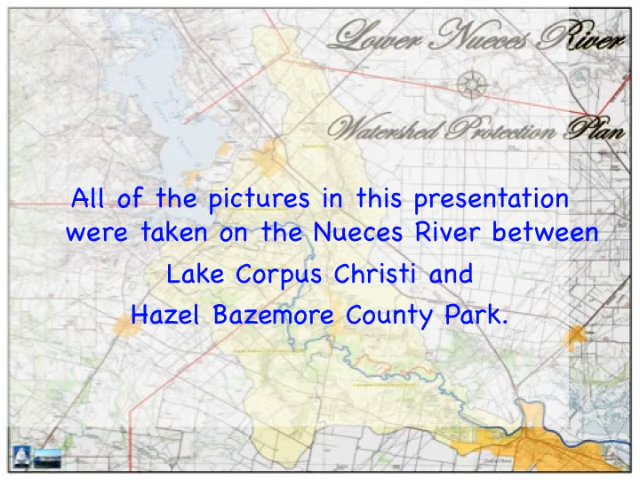 Lower Nueces River
Watershed Protection Plan
All of the pictures in this presentation
were taken on the Nueces River between
Lake Corpus Christi and
Hazel Bazemore County Park.